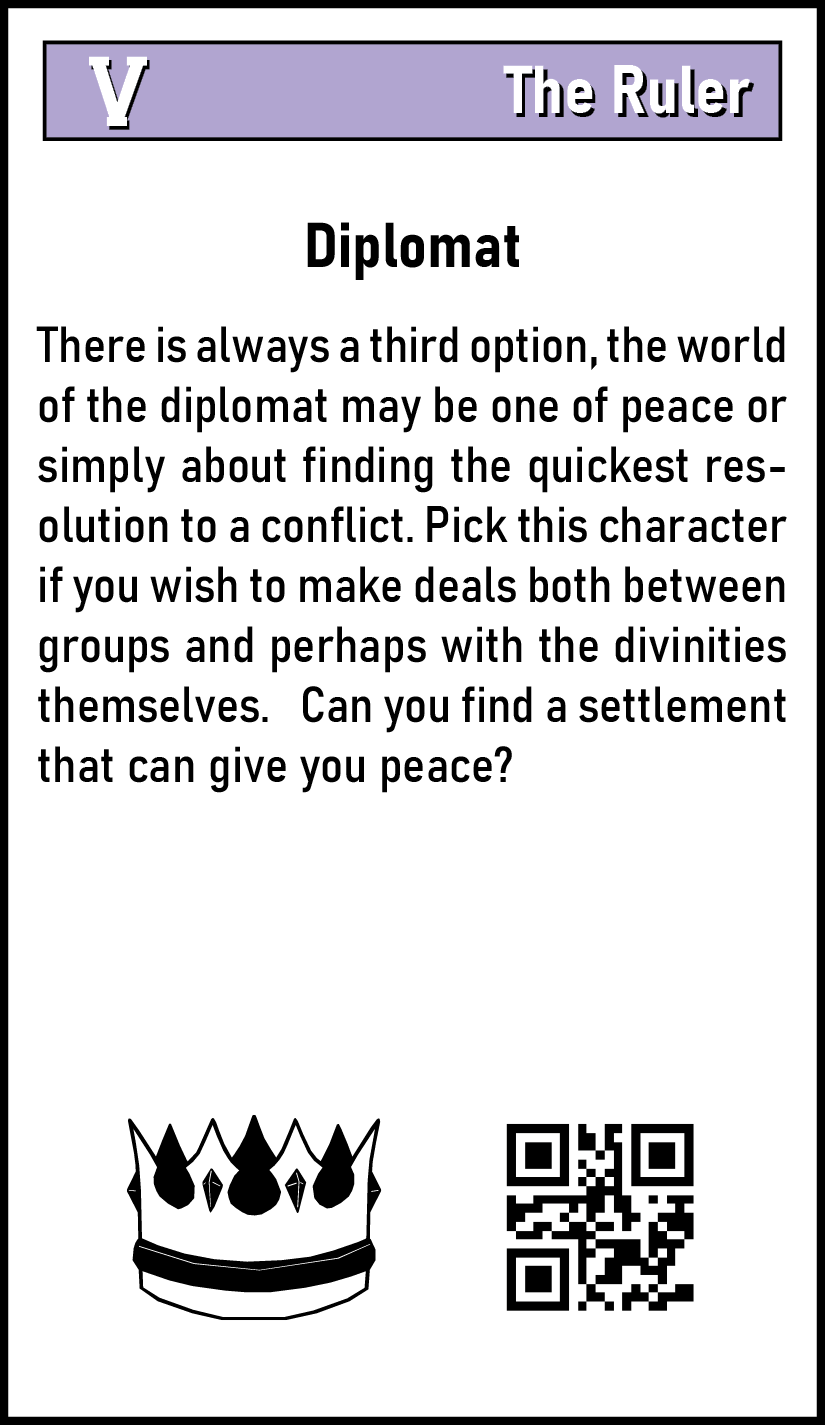 V
The Ruler
Diplomat
There is always a third option, the world
of the diplomat may be one of peace or
simply about finding the quickest res-
olution to a conflict. Pick this character
if you wish to make deals both between
groups and perhaps with the divinities
themselves.  Can you find a settlement
that can give you peace?